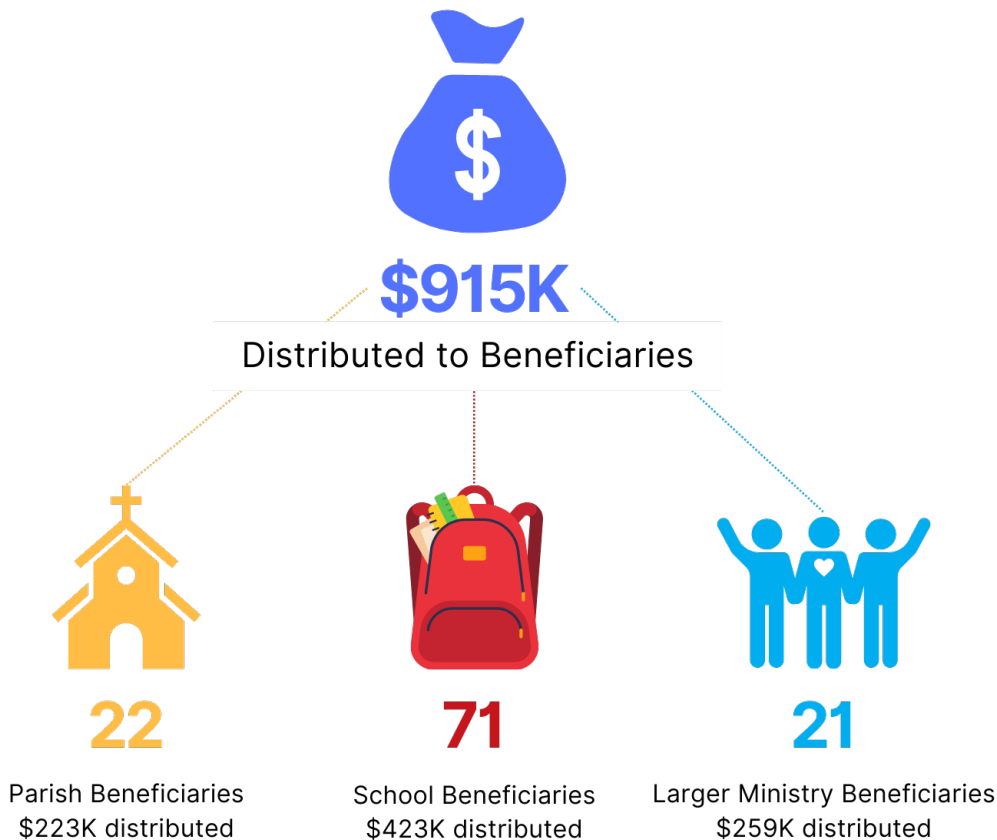 $
$915K
Distributed to Beneficiaries
22
71
21
Parish Beneficiaries
$223K distributed
School Beneficiaries
$423K distributed
Larger Ministry Beneficiaries
$259K distributed